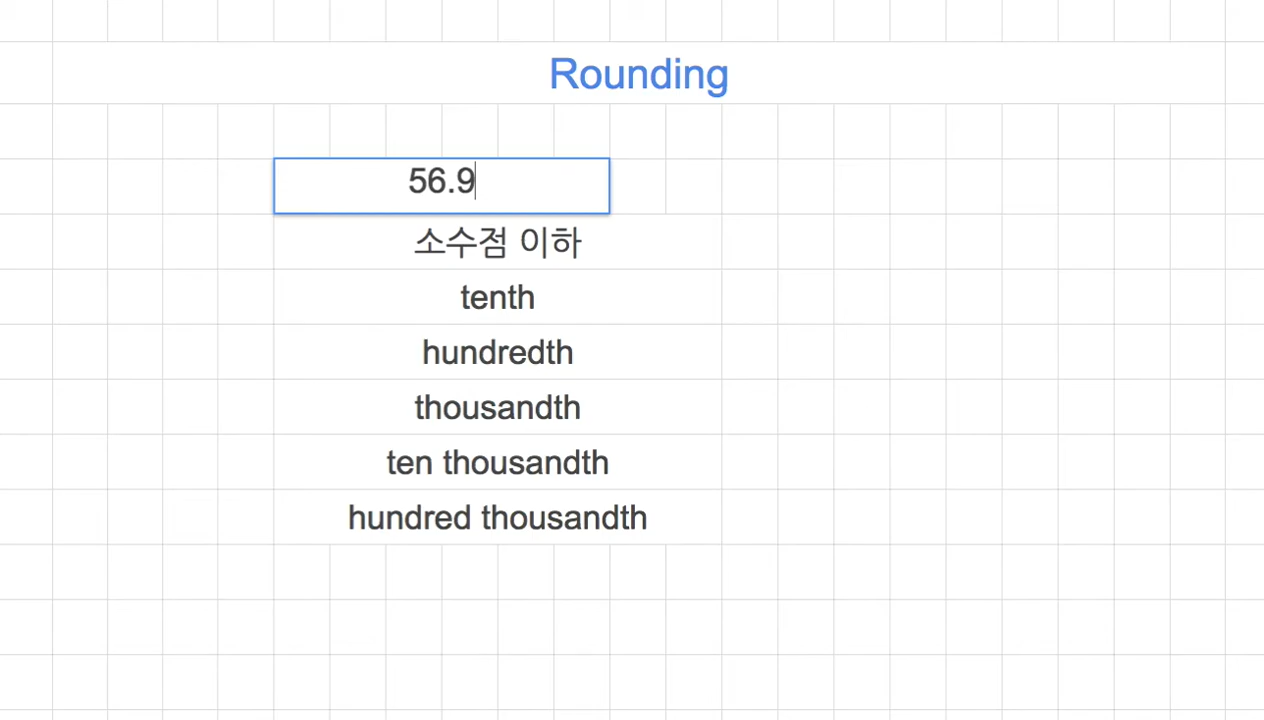 Rounding
56.9
소수점 이하
tenth
hundredth
thousandth
ten thousandth
hundred thousandth